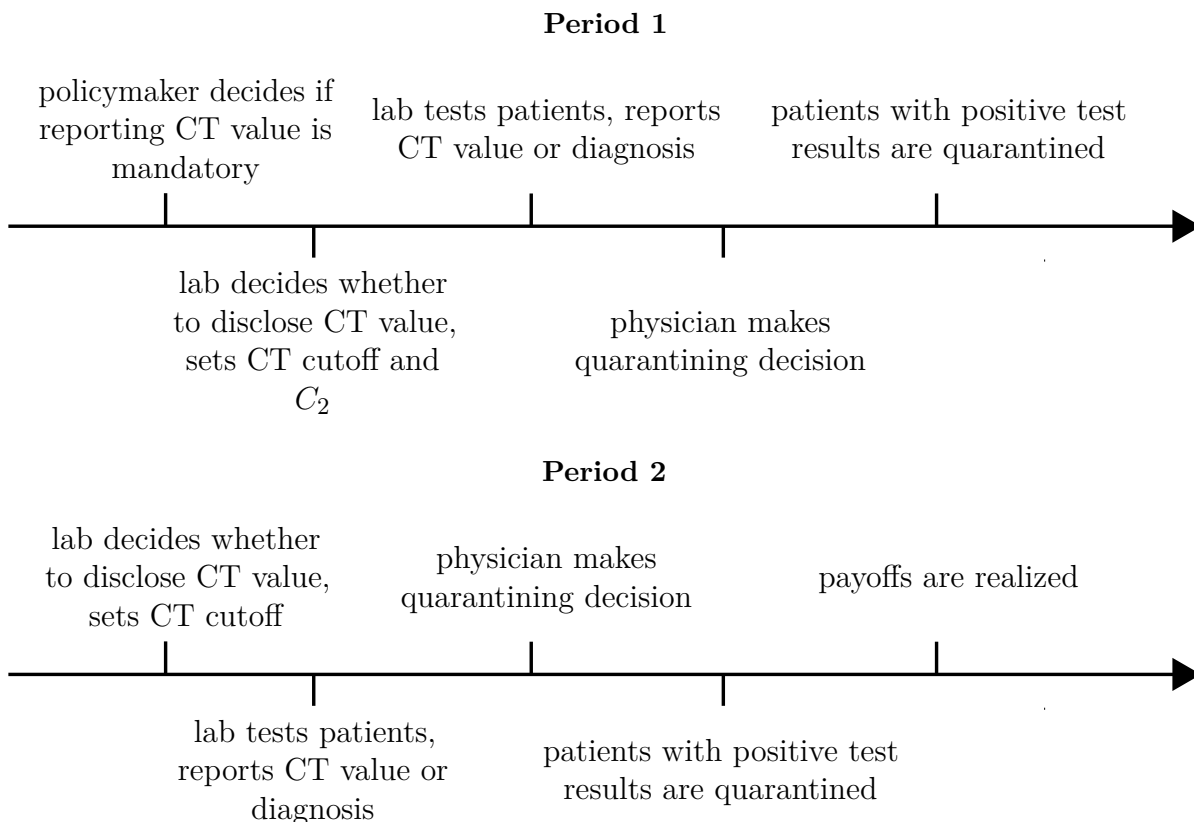 Period 1
policymaker decides if
reporting CT value is
mandatory
lab tests patients, reports
CT value or diagnosis
patients with positive test
results are quarantined
lab decides whether
to disclose CT value,
sets CT cutoff and
C₂
physician makes
quarantining decision
Period 2
lab decides whether
to disclose CT value,
sets CT cutoff
physician makes
quarantining decision
payoffs are realized
lab tests patients,
reports CT value or
diagnosis
patients with positive test
results are quarantined